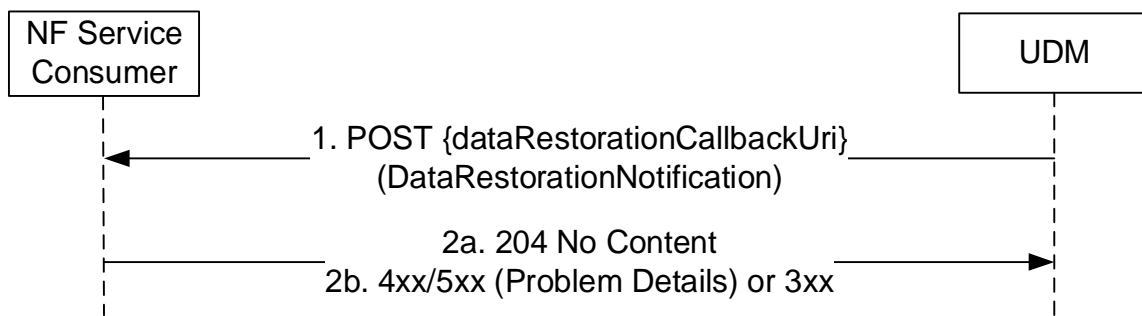 NF Service
Consumer
UDM
1. POST {dataRestorationCallbackUri}
(DataRestorationNotification)
2a. 204 No Content
2b. 4xx/5xx (Problem Details) or 3xx